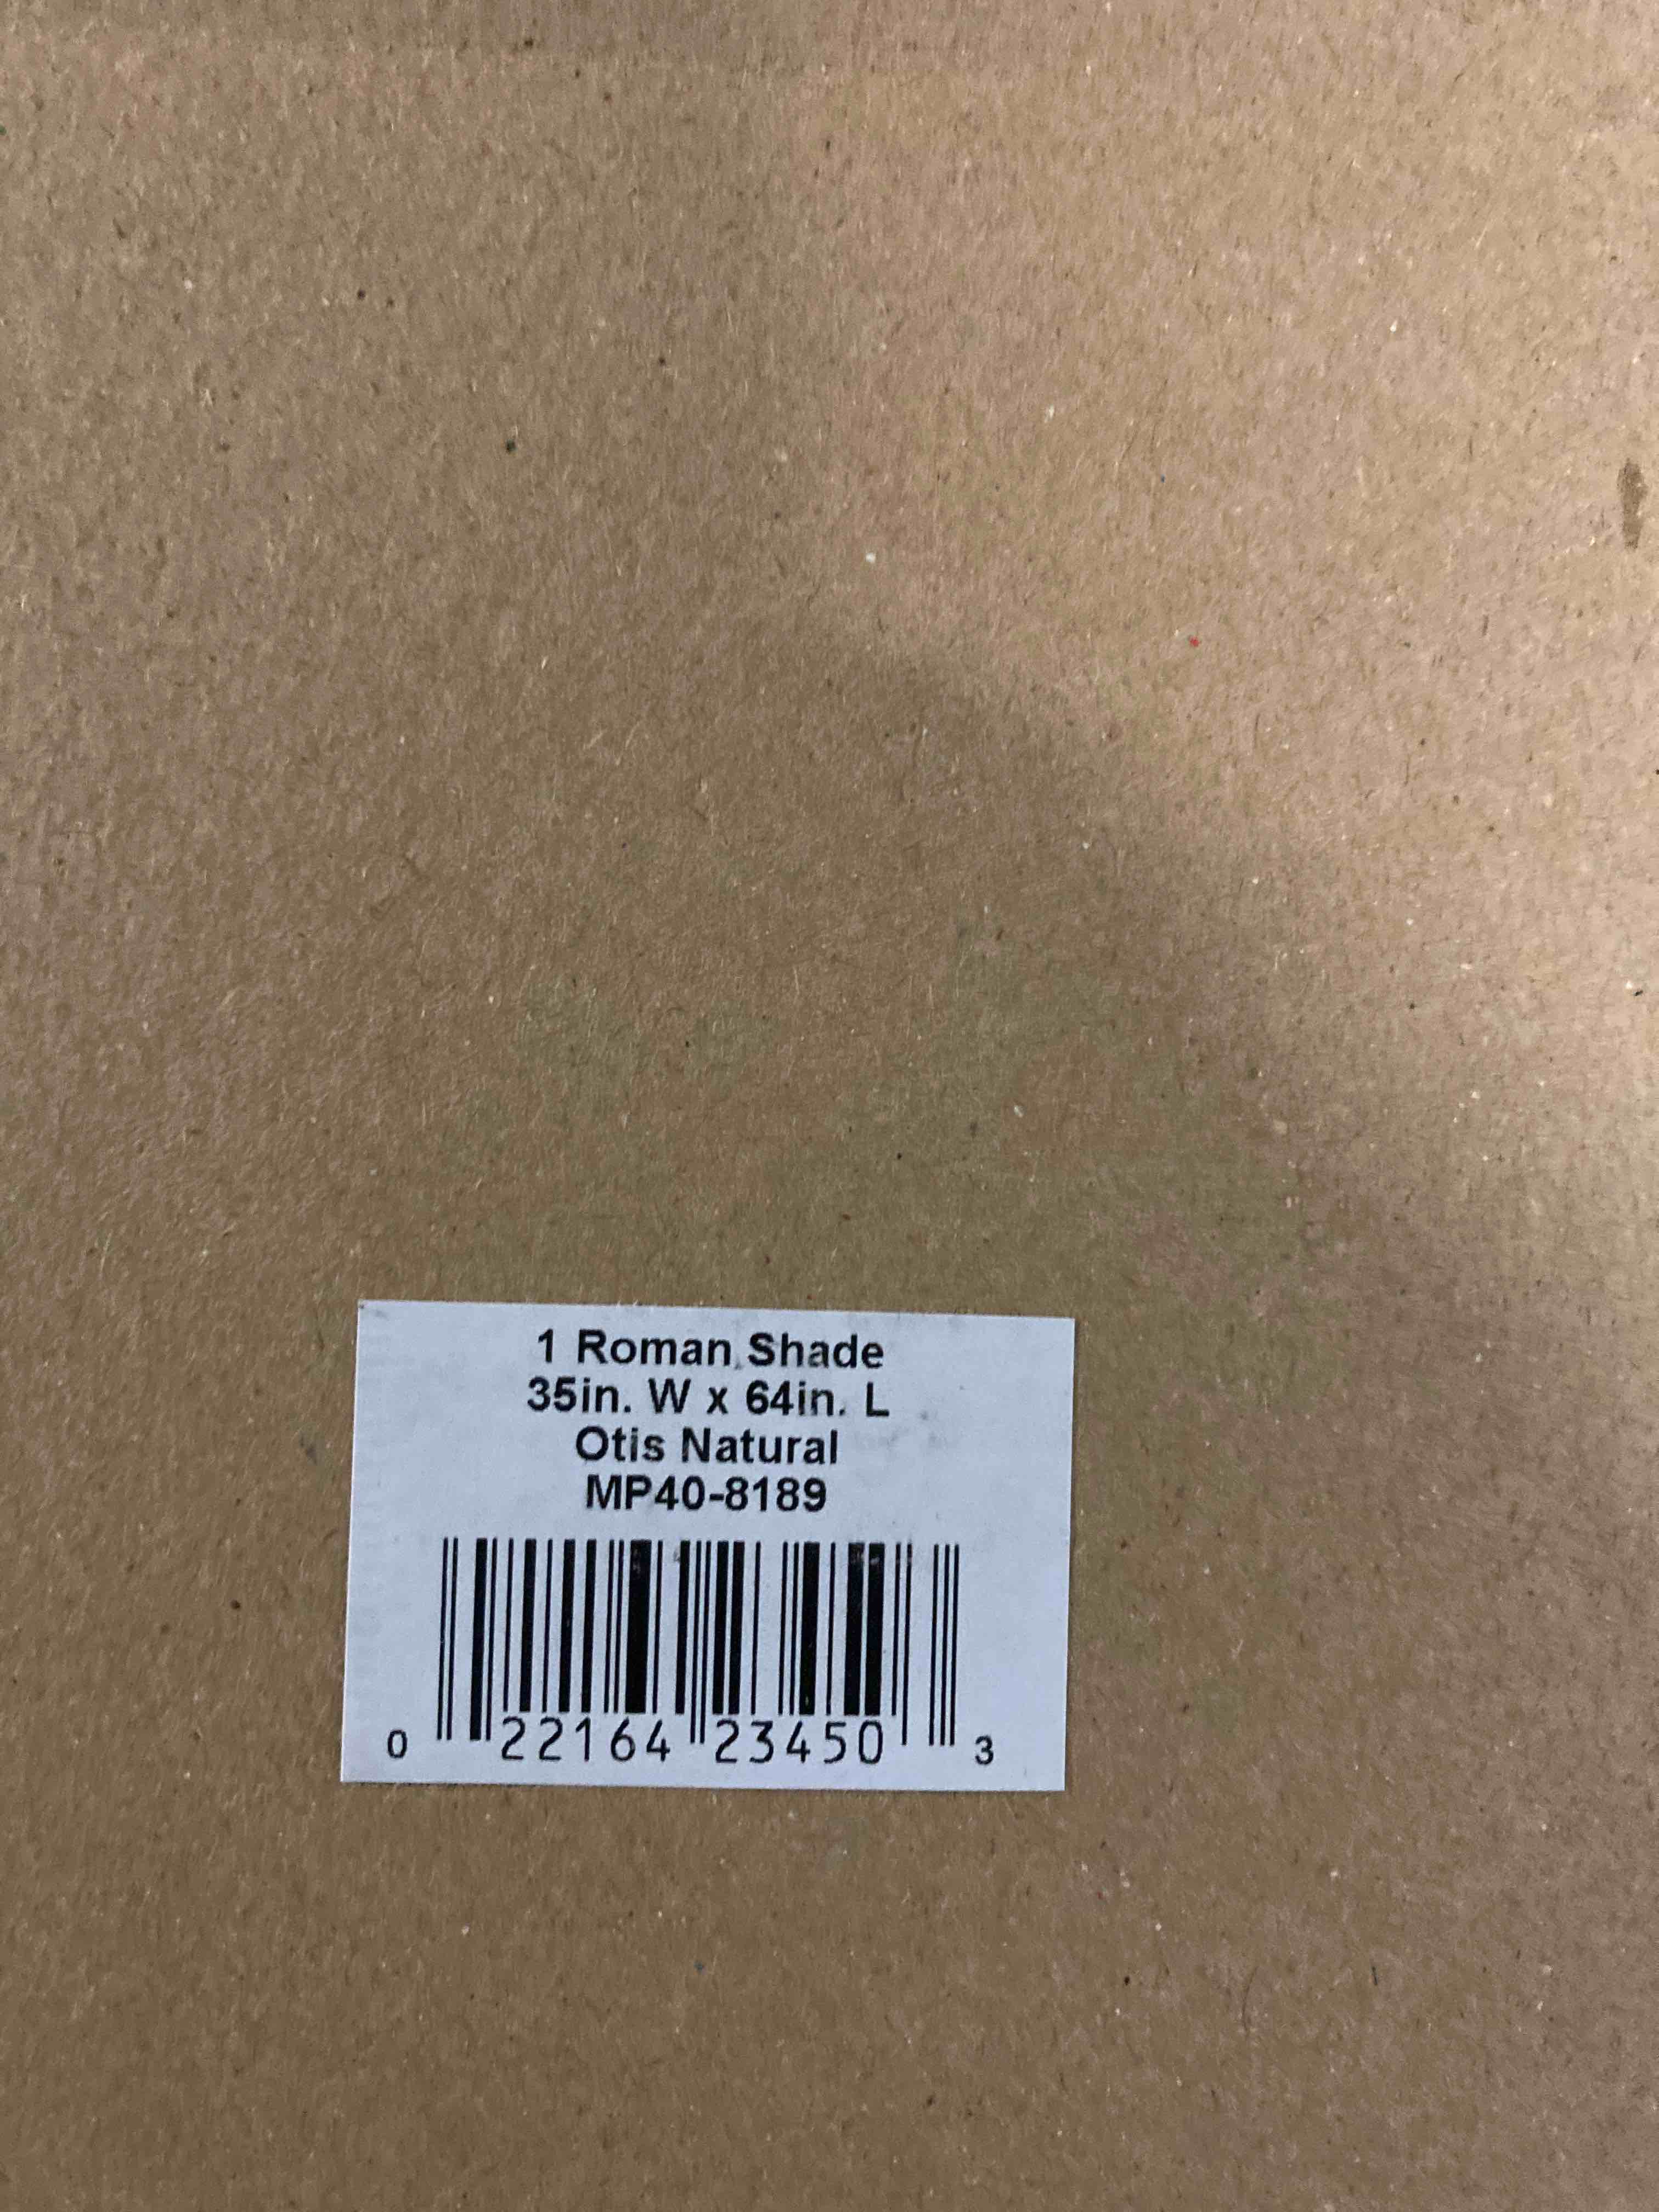 1 Roman Shade
35in. W x 64in. L
Otis Natural
MP40-8189
0 22164 23450 3